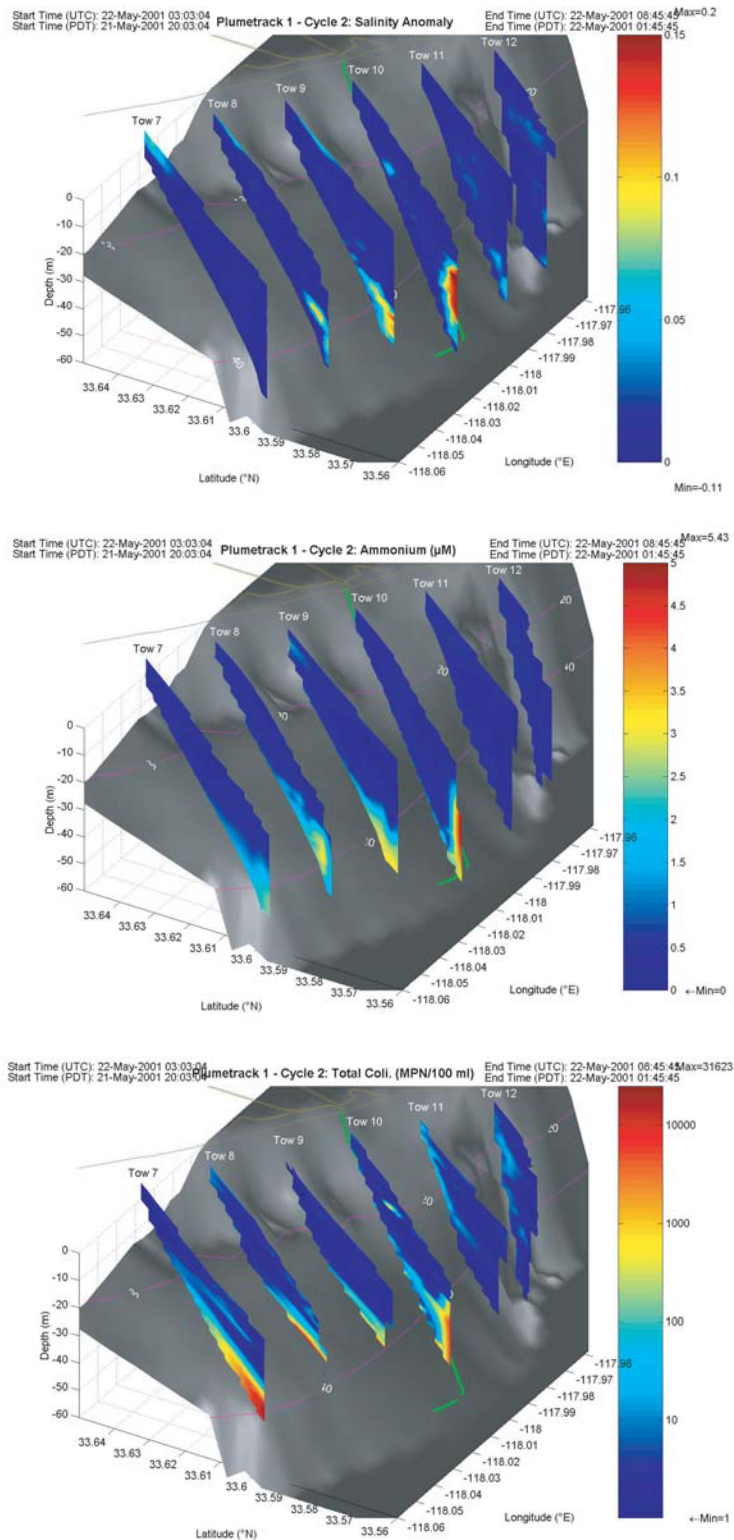 Start Time (UTC): 22-May-2001 03:03:04
Start Time (PDT): 21-May-2001 20:03:04
Plumetrack 1 - Cycle 2: Salinity Anomaly
End Time (UTC): 22-May-2001 08:45:45
End Time (PDT): 22-May-2001 01:45:45
Max=0.2
Tow 7
Tow 8
Tow 9
Tow 10
Tow 11
Tow 12
0
-10
-20
-30
-40
-50
-60
Depth (m)
40
33.64
33.63
33.62
33.61
33.6
33.59
33.58
33.57
33.56
Latitude (°N)
-117.96
-117.97
-117.98
-117.99
-118
-118.01
-118.02
-118.03
-118.04
-118.05
-118.06
Longitude (°E)
0.15
0.1
0.05
0
Min=-0.11
Start Time (UTC): 22-May-2001 03:03:04
Start Time (PDT): 21-May-2001 20:03:04
Plumetrack 1 - Cycle 2: Ammonium (µM)
End Time (UTC): 22-May-2001 08:45:45
End Time (PDT): 22-May-2001 01:45:45
Max=5.43
Tow 7
Tow 8
Tow 9
Tow 10
Tow 11
Tow 12
20
40
20
0
-10
-20
-30
-40
-50
-60
Depth (m)
33.64
33.63
33.62
33.61
33.6
33.59
33.58
33.57
33.56
Latitude (°N)
-117.96
-117.97
-117.98
-117.99
-118
-118.01
-118.02
-118.03
-118.04
-118.05
-118.06
Longitude (°E)
5
4.5
4
3.5
3
2.5
2
1.5
1
0.5
0
←Min=0
Start Time (UTC): 22-May-2001 03:03:04
Start Time (PDT): 21-May-2001 20:03:04
Plumetrack 1 - Cycle 2: Total Coli. (MPN/100 ml)
End Time (UTC): 22-May-2001 08:45:45
End Time (PDT): 22-May-2001 01:45:45
Max=31623
Tow 7
Tow 8
Tow 9
Tow 10
Tow 11
Tow 12
20
20
40
0
-10
-20
-30
-40
-50
-60
Depth (m)
33.64
33.63
33.62
33.61
33.6
33.59
33.58
33.57
33.56
Latitude (°N)
-117.96
-117.97
-117.98
-117.99
-118
-118.01
-118.02
-118.03
-118.04
-118.05
-118.06
Longitude (°E)
10000
1000
100
10
←Min=1